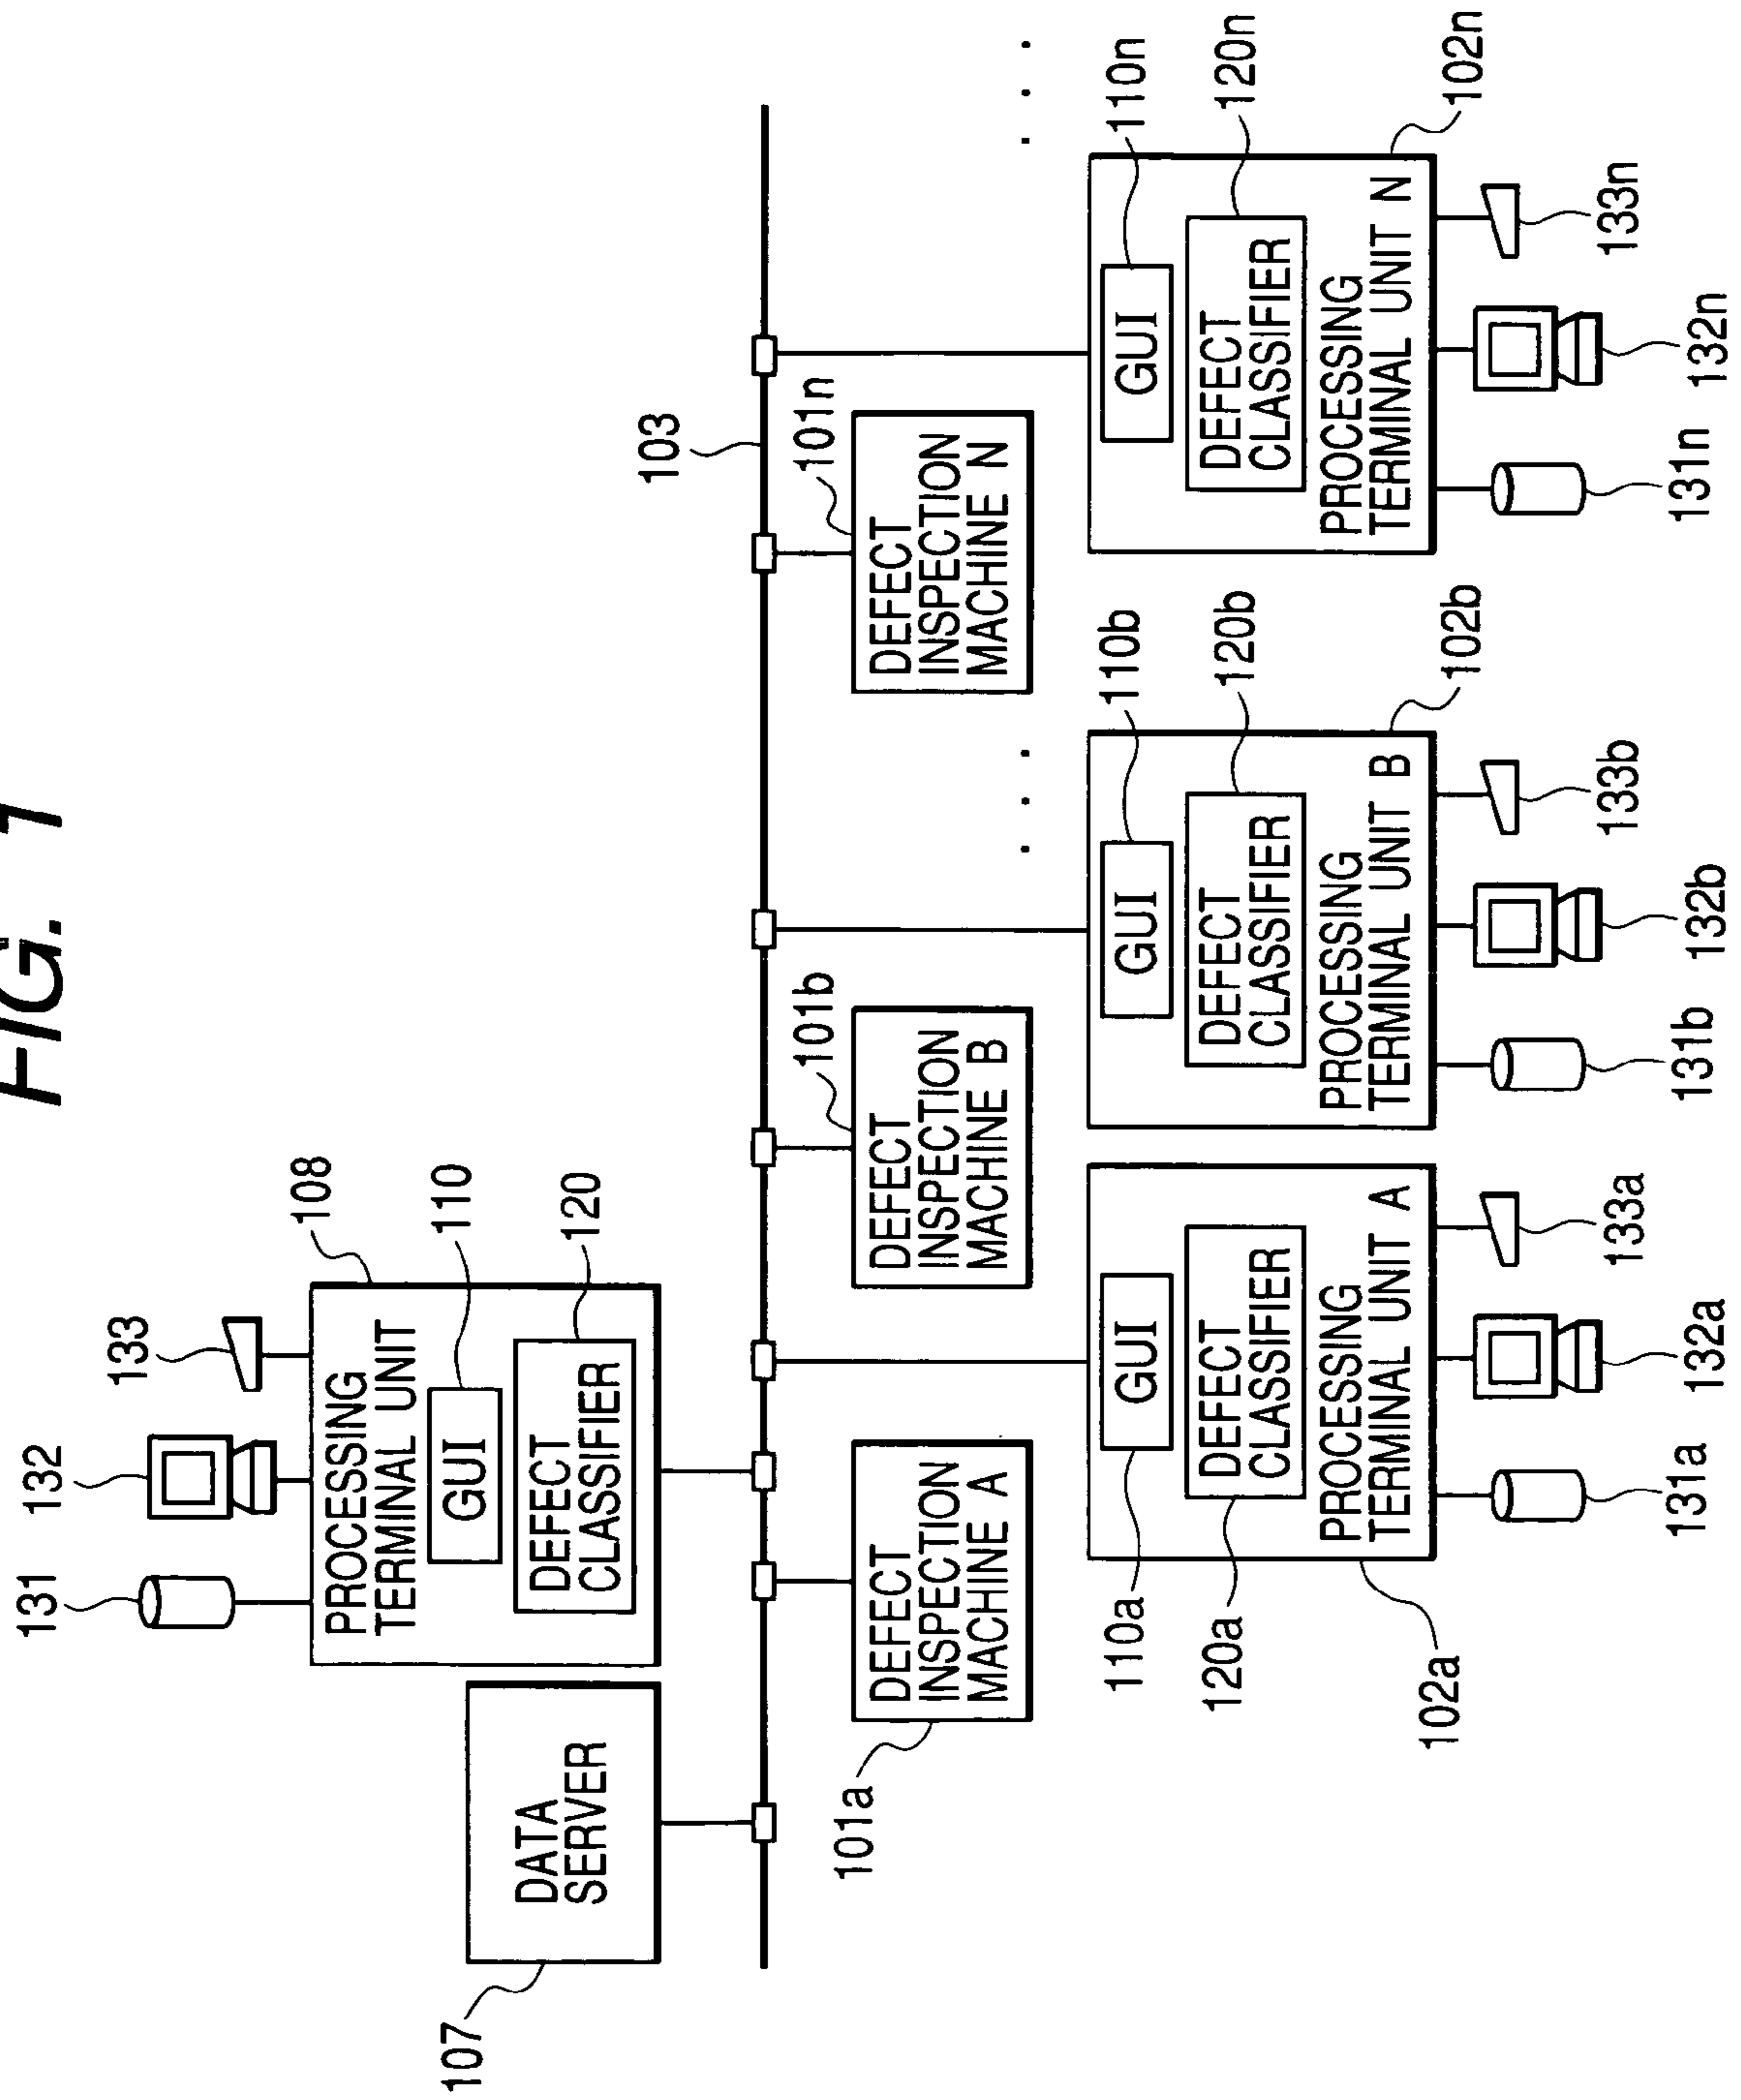 FIG. 1
131
132
133
108
PROCESSING
TERMINAL UNIT
110
GUI
120
DEFECT
CLASSIFIER
107
DATA
SERVER
103
101a
DEFECT
INSPECTION
MACHINE A
101b
DEFECT
INSPECTION
MACHINE B
. . .
101n
DEFECT
INSPECTION
MACHINE N
. . .
110a
GUI
120a
DEFECT
CLASSIFIER
102a
PROCESSING
TERMINAL UNIT A
131a
132a
133a
110b
GUI
120b
DEFECT
CLASSIFIER
102b
PROCESSING
TERMINAL UNIT B
131b
132b
133b
110n
GUI
120n
DEFECT
CLASSIFIER
102n
PROCESSING
TERMINAL UNIT N
131n
132n
133n